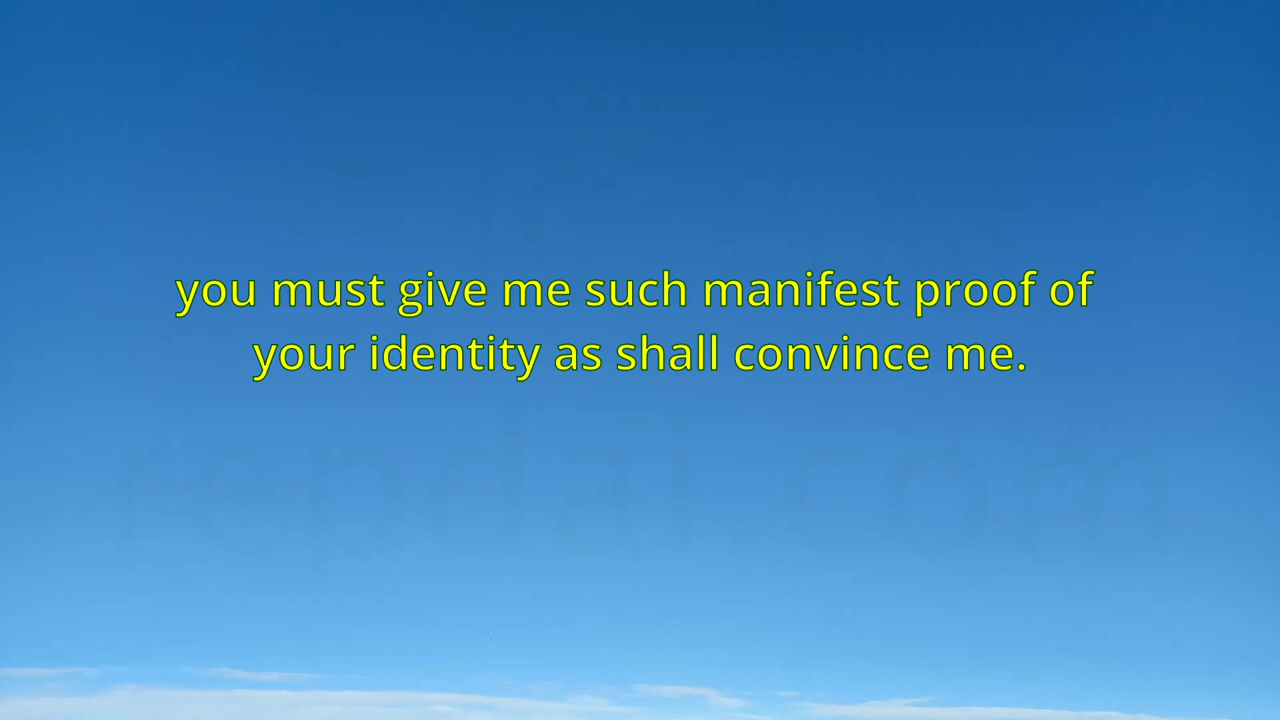 you must give me such manifest proof of
your identity as shall convince me.